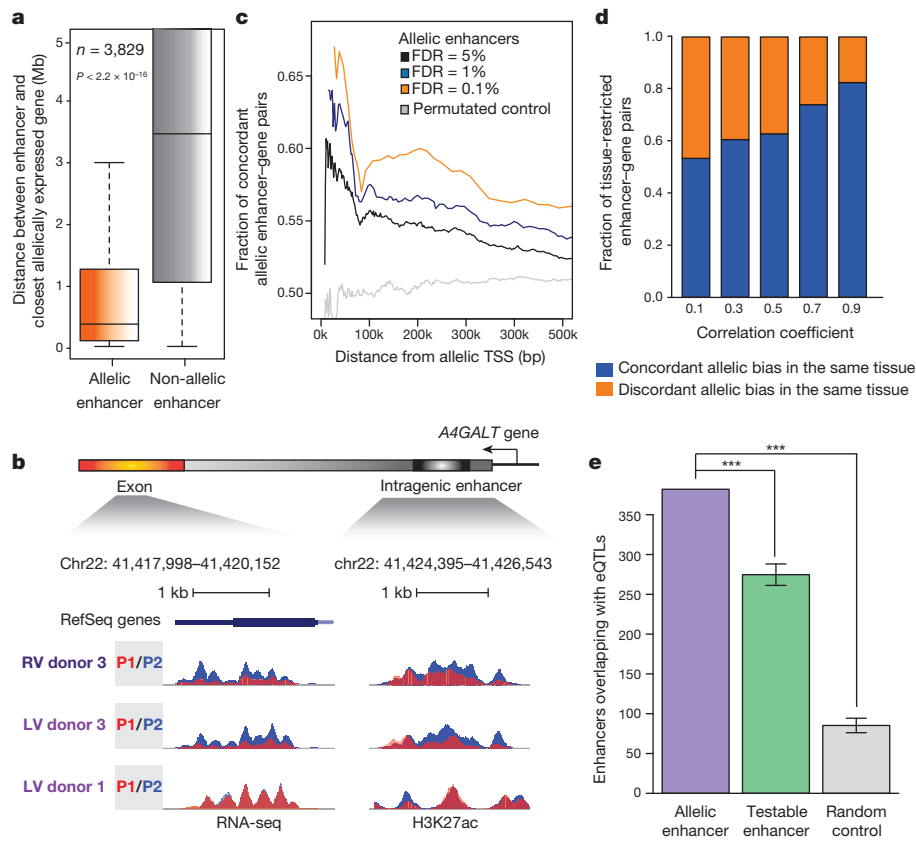 a
Distance between enhancer and
closest allelically expressed gene (Mb)
5
4
3
2
1
0
n = 3,829
P < 2.2 × 10⁻¹⁶
Allelic
enhancer
Non-allelic
enhancer
c
Fraction of concordant
allelic enhancer–gene pairs
0.65
0.60
0.55
0.50
Allelic enhancers
FDR = 5%
FDR = 1%
FDR = 0.1%
Permutated control
0k 100k 200k 300k 300k 500k
Distance from allelic TSS (bp)
d
Fraction of tissue-restricted
enhancer–gene pairs
1.0
0.8
0.6
0.4
0.2
0.0
0.1 0.3 0.5 0.7 0.9
Correlation coefficient
Concordant allelic bias in the same tissue
Discordant allelic bias in the same tissue
b
A4GALT gene
Exon
Intragenic enhancer
Chr22: 41,417,998–41,420,152
chr22: 41,424,395–41,426,543
1 kb
1 kb
RefSeq genes
RV donor 3 P1/P2
LV donor 3 P1/P2
LV donor 1 P1/P2
RNA-seq
H3K27ac
e
Enhancers overlapping with eQTLs
350
300
250
200
150
100
50
0
***
***
Allelic
enhancer
Testable
enhancer
Random
control